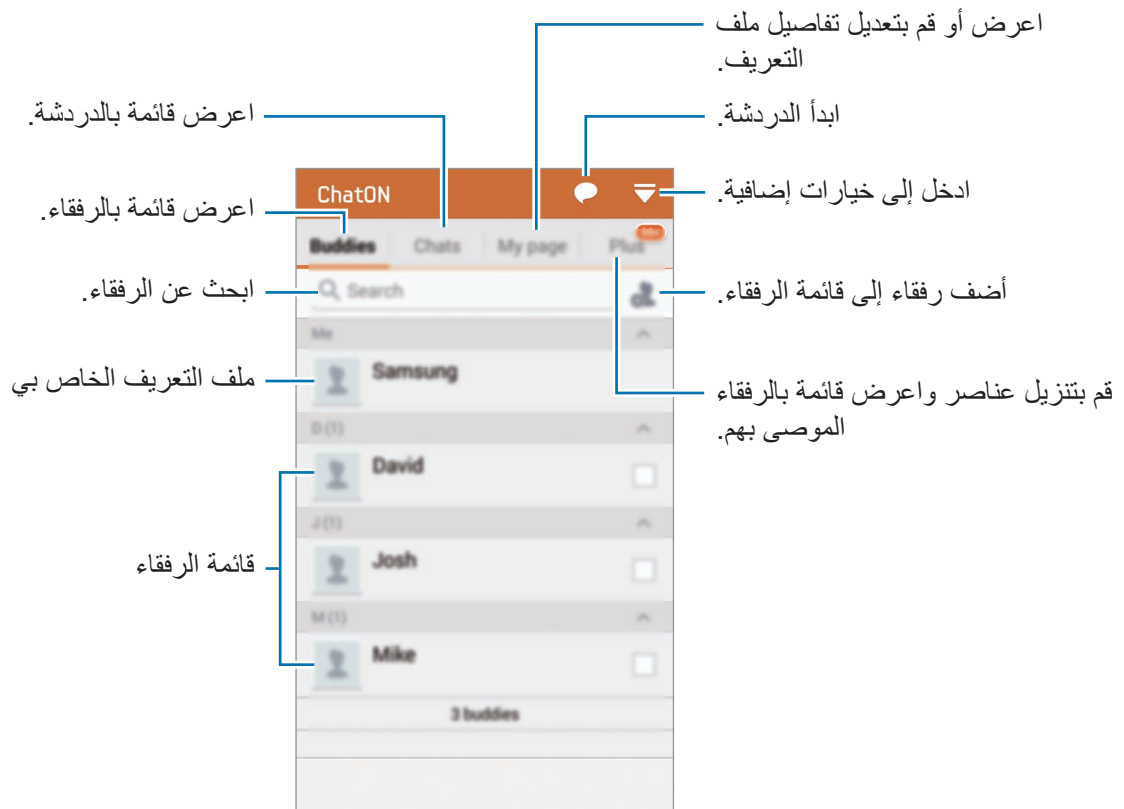 اعرض أو قم بتعديل تفاصيل ملف
التعريف.
ابدأ الدردشة.
اعرض قائمة بالدردشة.
ادخل إلى خيارات إضافية.
ChatON
اعرض قائمة بالرفقاء.
Buddies
Chats
My page
Plus
أضف رفقاء إلى قائمة الرفقاء.
ابحث عن الرفقاء.
Search
Me
ملف التعريف الخاص بي
Samsung
قم بتنزيل عناصر واعرض قائمة بالرفقاء
الموصى بهم.
D (1)
David
J (1)
قائمة الرفقاء
Josh
M (1)
Mike
3 buddies